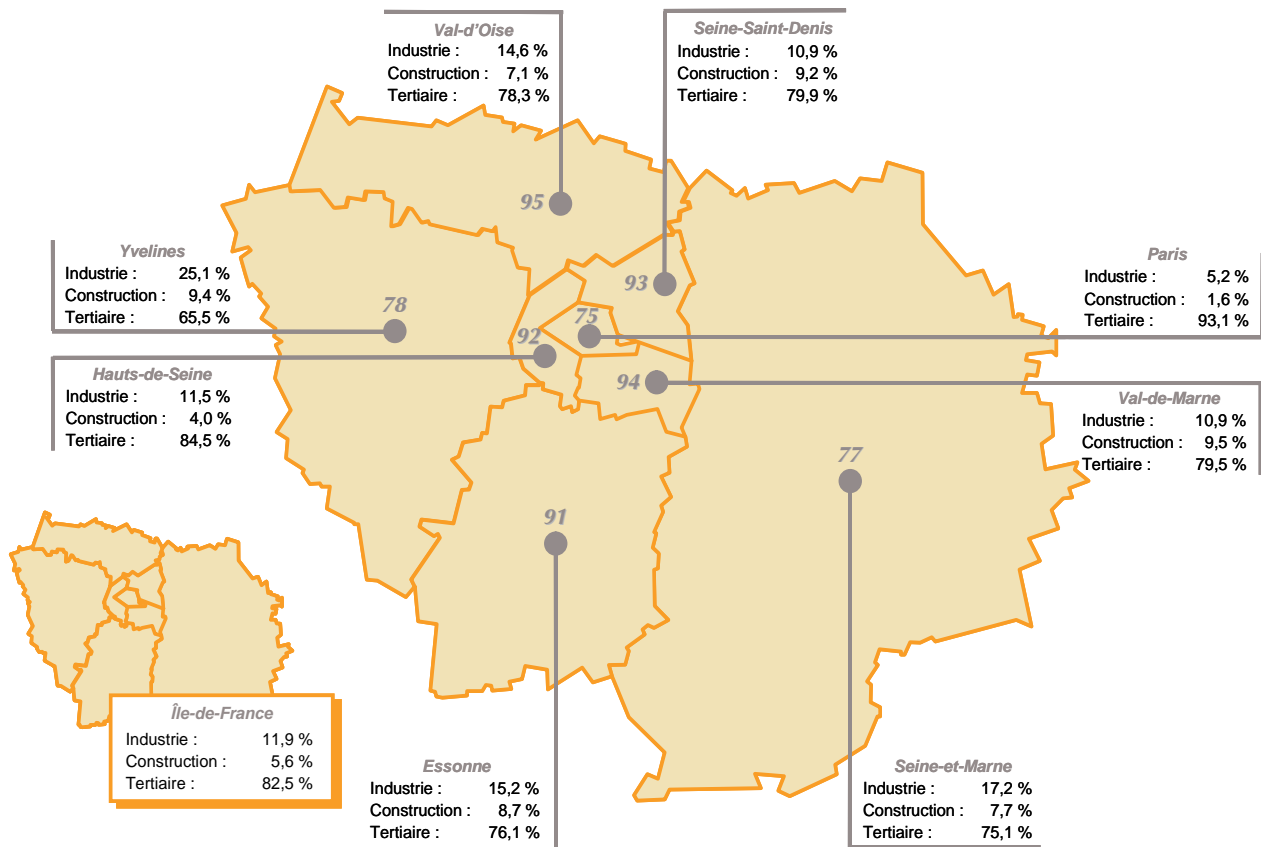 Val-d'Oise
Industrie : 14,6 %
Construction : 7,1 %
Tertiaire : 78,3 %
Seine-Saint-Denis
Industrie : 10,9 %
Construction : 9,2 %
Tertiaire : 79,9 %
95
Yvelines
Industrie : 25,1 %
Construction : 9,4 %
Tertiaire : 65,5 %
78
93
75
92
Paris
Industrie : 5,2 %
Construction : 1,6 %
Tertiaire : 93,1 %
Hauts-de-Seine
Industrie : 11,5 %
Construction : 4,0 %
Tertiaire : 84,5 %
94
Val-de-Marne
Industrie : 10,9 %
Construction : 9,5 %
Tertiaire : 79,5 %
77
91
Île-de-France
Industrie : 11,9 %
Construction : 5,6 %
Tertiaire : 82,5 %
Essonne
Industrie : 15,2 %
Construction : 8,7 %
Tertiaire : 76,1 %
Seine-et-Marne
Industrie : 17,2 %
Construction : 7,7 %
Tertiaire : 75,1 %